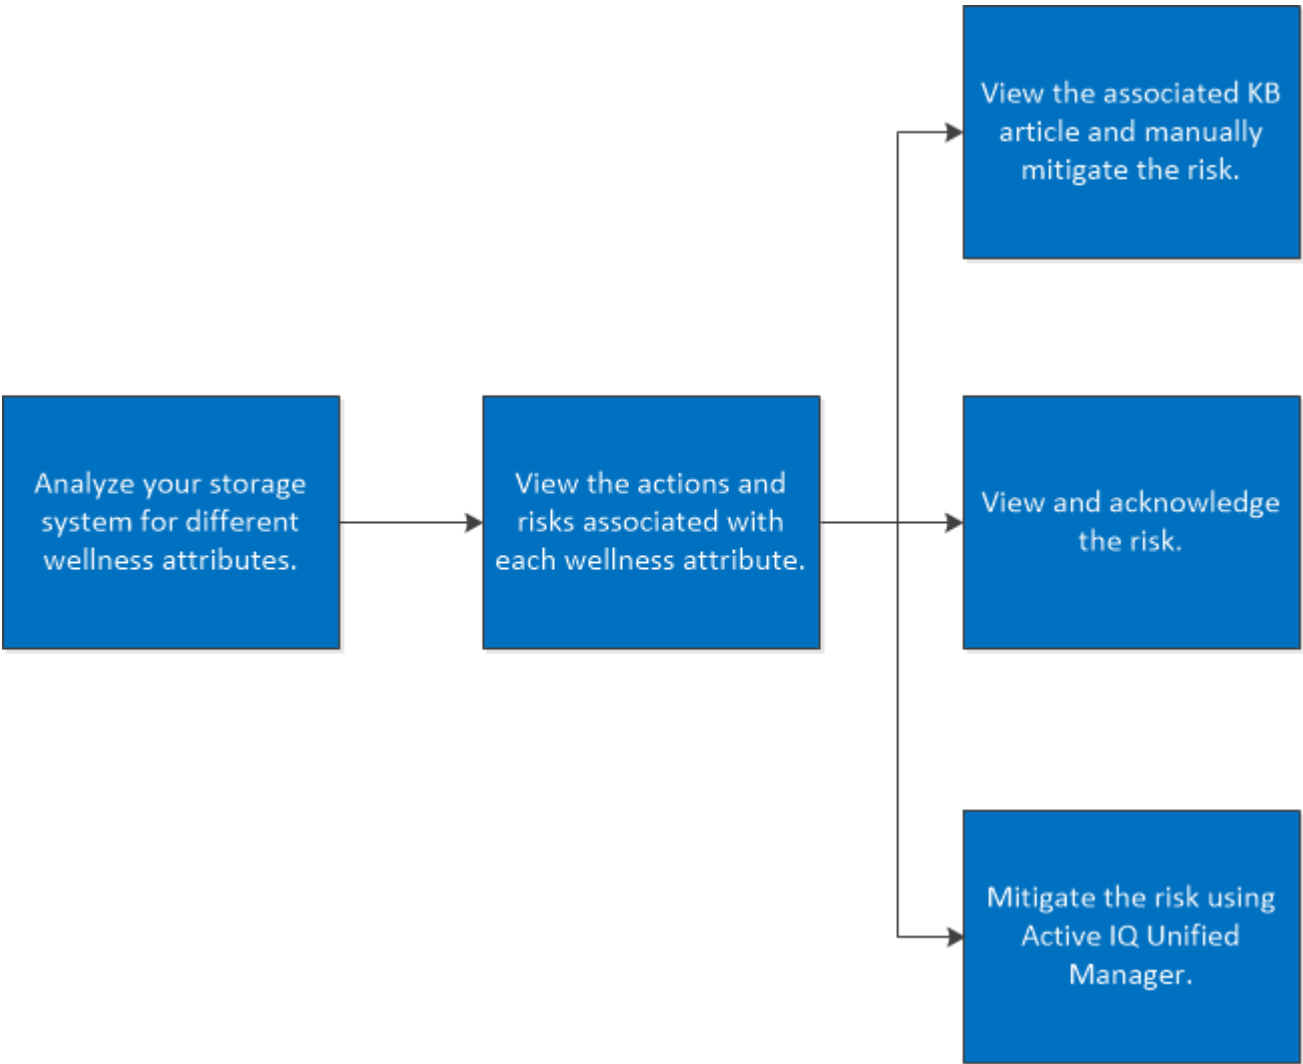 View the associated KB
article and manually
mitigate the risk.
Analyze your storage
system for different
wellness attributes.
View the actions and
risks associated with
each wellness attribute.
View and acknowledge
the risk.
Mitigate the risk using
Active IQ Unified
Manager.